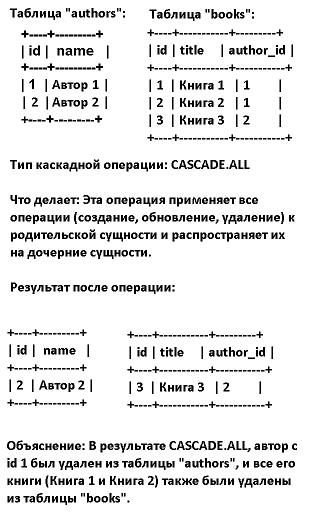 Таблица "authors":   Таблица "books":
+----+---------+   +----+-----------+---------+
| id | name |   | id | title | author_id |
+----+---------+   +----+-----------+-----------+
| 1 | Автор 1 |   | 1 | Книга 1 | 1 |
| 2 | Автор 2 |   | 2 | Книга 2 | 1 |
+----+---------+   | 3 | Книга 3 | 2 |
+----+-----------+-----------+
Тип каскадной операции: CASCADE.ALL
Что делает: Эта операция применяет все
операции (создание, обновление, удаление) к
родительской сущности и распространяет их
на дочерние сущности.
Результат после операции:
+----+---------+   +----+-----------+---------+
| id | name |   | id | title | author_id |
+----+---------+   +----+-----------+-----------+
| 2 | Автор 2 |   | 3 | Книга 3 | 2 |
+----+---------+   +----+-----------+-----------+
Объяснение: В результате CASCADE.ALL, автор с
id 1 был удален из таблицы "authors", и все его
книги (Книга 1 и Книга 2) также были удалены
из таблицы "books".